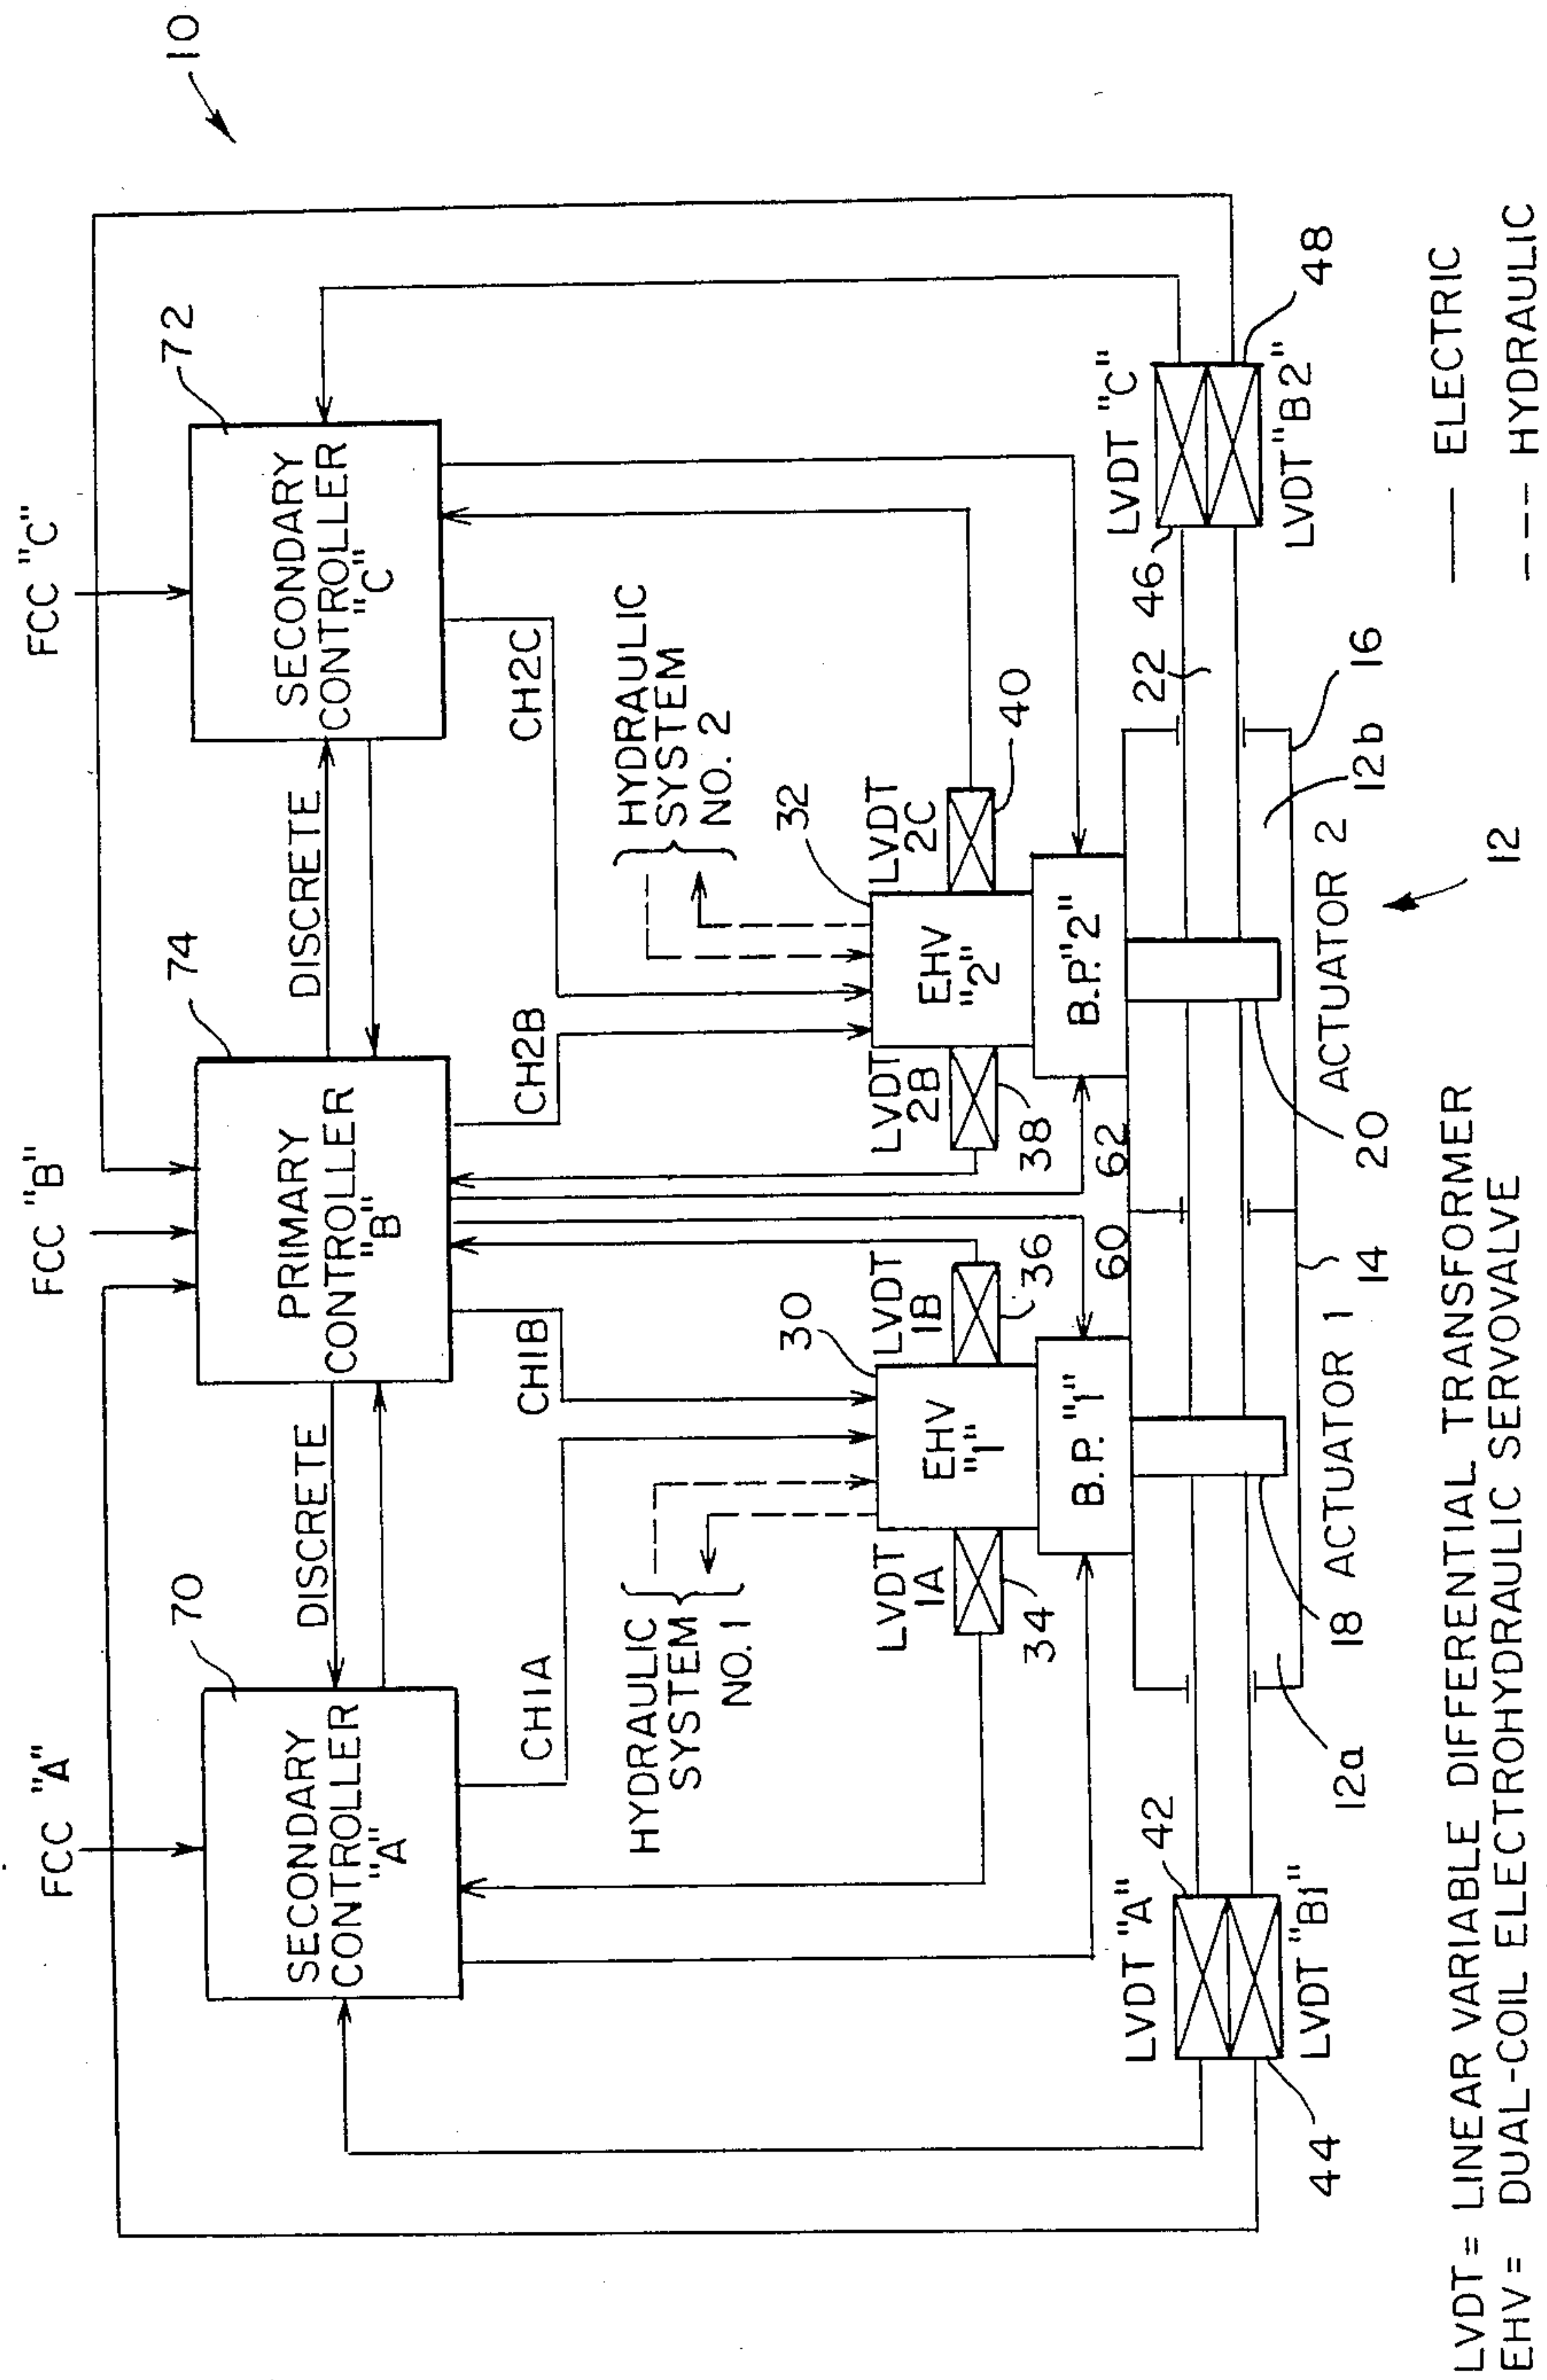 10
FCC "A"
FCC "B"
FCC "C"
70
74
72
SECONDARY
CONTROLLER
"A"
DISCRETE
PRIMARY
CONTROLLER
"B"
DISCRETE
SECONDARY
CONTROLLER
"C"
CH1A
CH1B
CH2B
CH2C
HYDRAULIC
SYSTEM
NO. 1
HYDRAULIC
SYSTEM
NO. 2
30
32
LVDT
1A
EHV
"1"
LVDT
1B
LVDT
2B
EHV
"2"
LVDT
2C
34
36
38
40
B.P. "1"
60
62
B.P. "2"
LVDT "A"
42
22
46
LVDT "C"
44
LVDT "B1"
12a
18
ACTUATOR 1
14
20
ACTUATOR 2
12b
16
LVDT "B2"
48
12
LVDT = LINEAR VARIABLE DIFFERENTIAL TRANSFORMER
EHV = DUAL-COIL ELECTROHYDRAULIC SERVOVALVE
ELECTRIC
HYDRAULIC